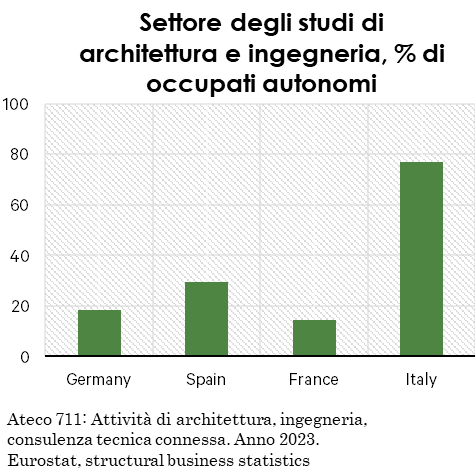 Settore degli studi di
architettura e ingegneria, % di
occupati autonomi
100
80
60
40
20
0
Germany Spain France Italy
Ateco 711: Attività di architettura, ingegneria,
consulenza tecnica connessa. Anno 2023.
Eurostat, structural business statistics